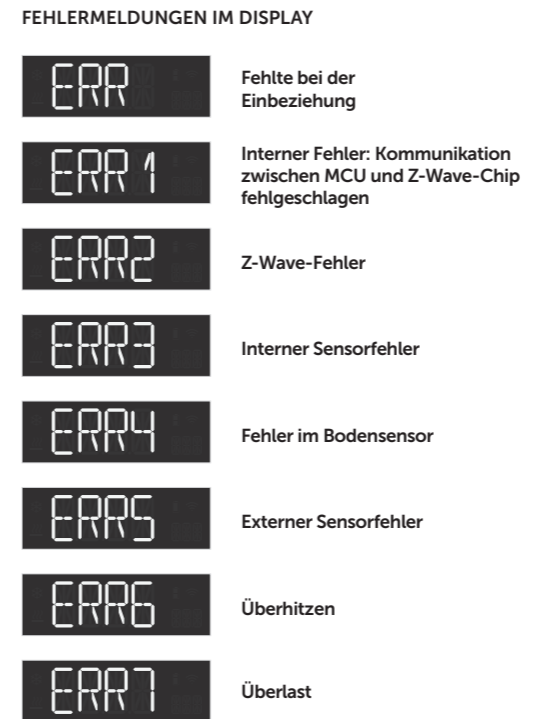 FEHLERMELDUNGEN IM DISPLAY
ERR
Fehlte bei der
Einbeziehung
ERR 1
Interner Fehler: Kommunikation
zwischen MCU und Z-Wave-Chip
fehlgeschlagen
ERR2
Z-Wave-Fehler
ERR3
Interner Sensorfehler
ERR4
Fehler im Bodensensor
ERR5
Externer Sensorfehler
ERR6
Überhitzen
ERR7
Überlast